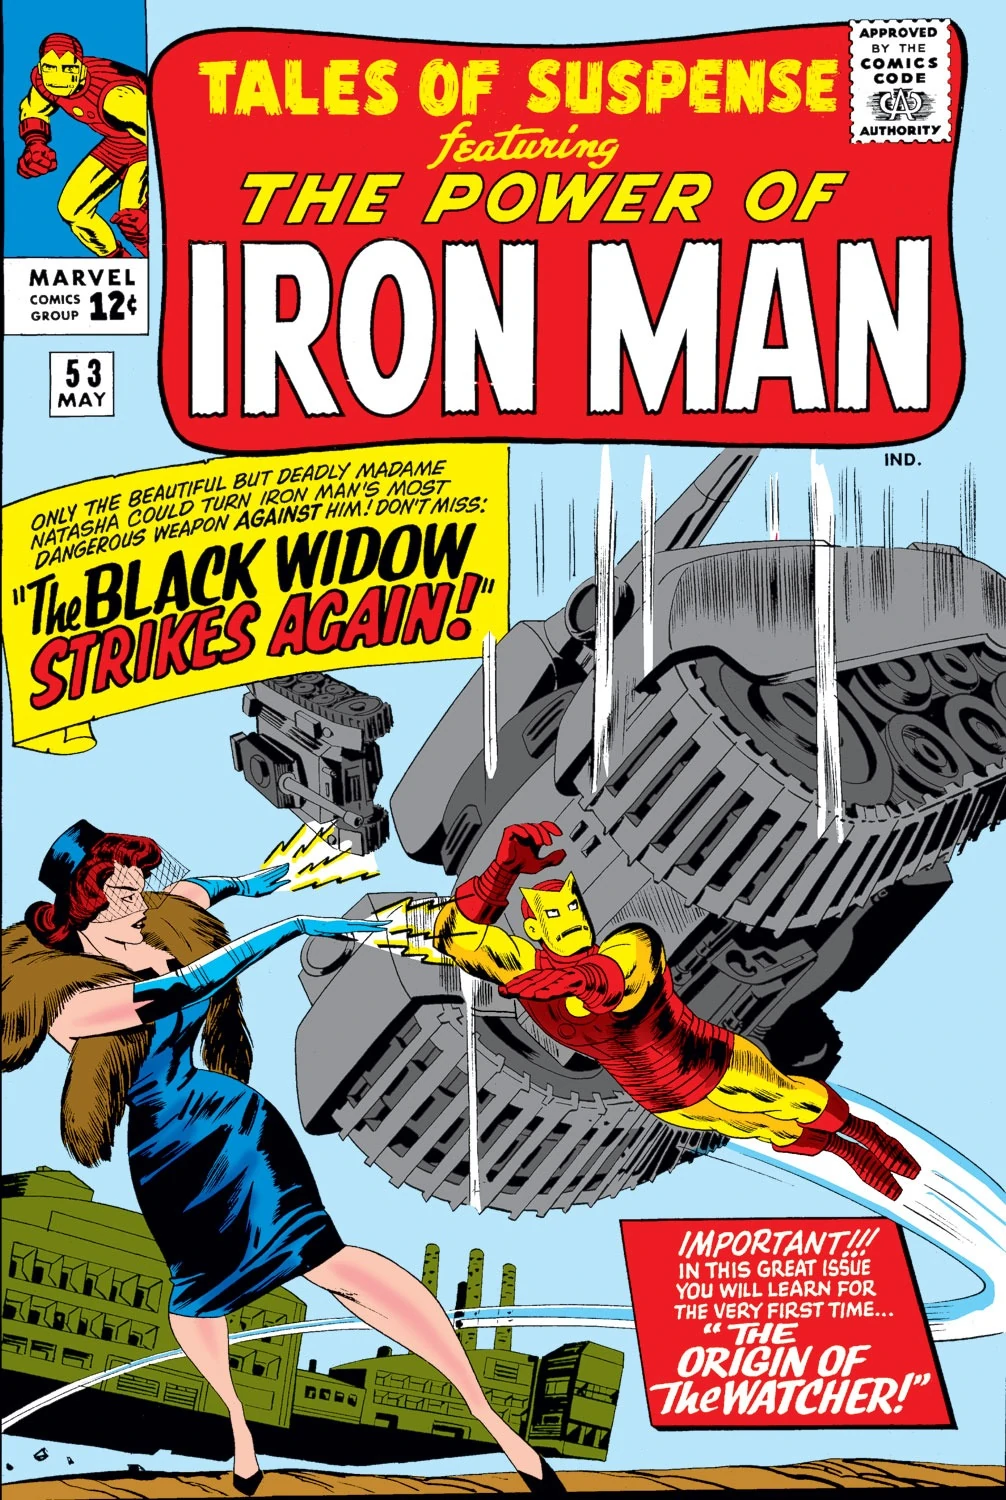 TALES OF SUSPENSE
featuring
THE POWER OF
IRON MAN
APPROVED
BY THE
COMICS
CODE
CA
AUTHORITY
MARVEL
COMICS
GROUP 12¢
53
MAY
IND.
ONLY THE BEAUTIFUL BUT DEADLY MADAME
NATASHA COULD TURN IRON MAN'S MOST
DANGEROUS WEAPON AGAINST HIM! DON'T MISS:
"The BLACK WIDOW
STRIKES AGAIN!"
IMPORTANT!!!
IN THIS GREAT ISSUE
YOU WILL LEARN FOR
THE VERY FIRST TIME...
"THE
ORIGIN OF
The WATCHER!"